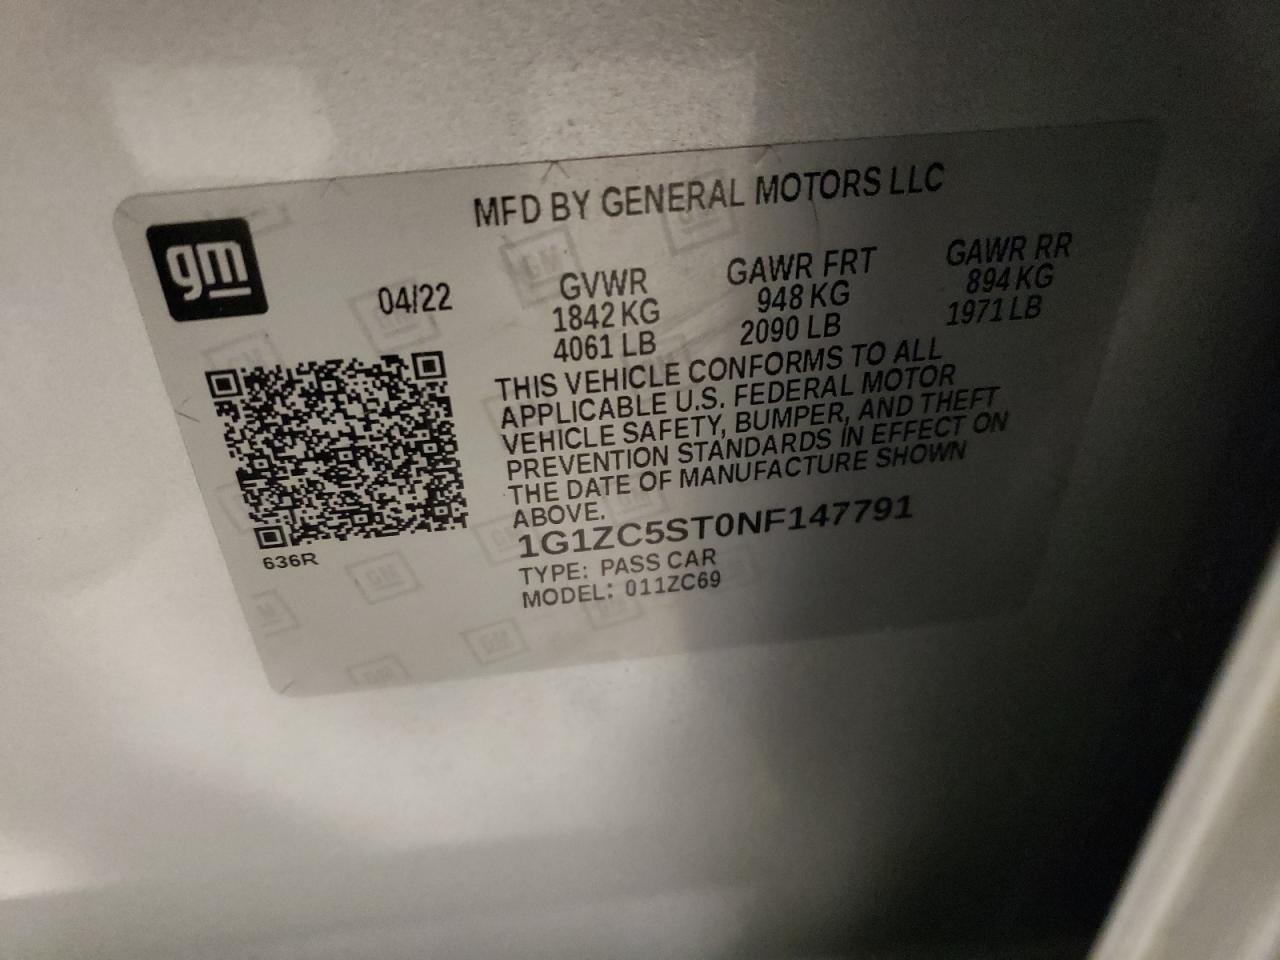 MFD BY GENERAL MOTORS LLC
gm
04/22
GVWR
1842 KG
4061 LB
GAWR FRT
948 KG
2090 LB
GAWR RR
894 KG
1971 LB
THIS VEHICLE CONFORMS TO ALL
APPLICABLE U.S. FEDERAL MOTOR
VEHICLE SAFETY, BUMPER, AND THEFT
PREVENTION STANDARDS IN EFFECT ON
THE DATE OF MANUFACTURE SHOWN
ABOVE.
1G1ZC5ST0NF147791
TYPE: PASS CAR
MODEL: 011ZC69
636R